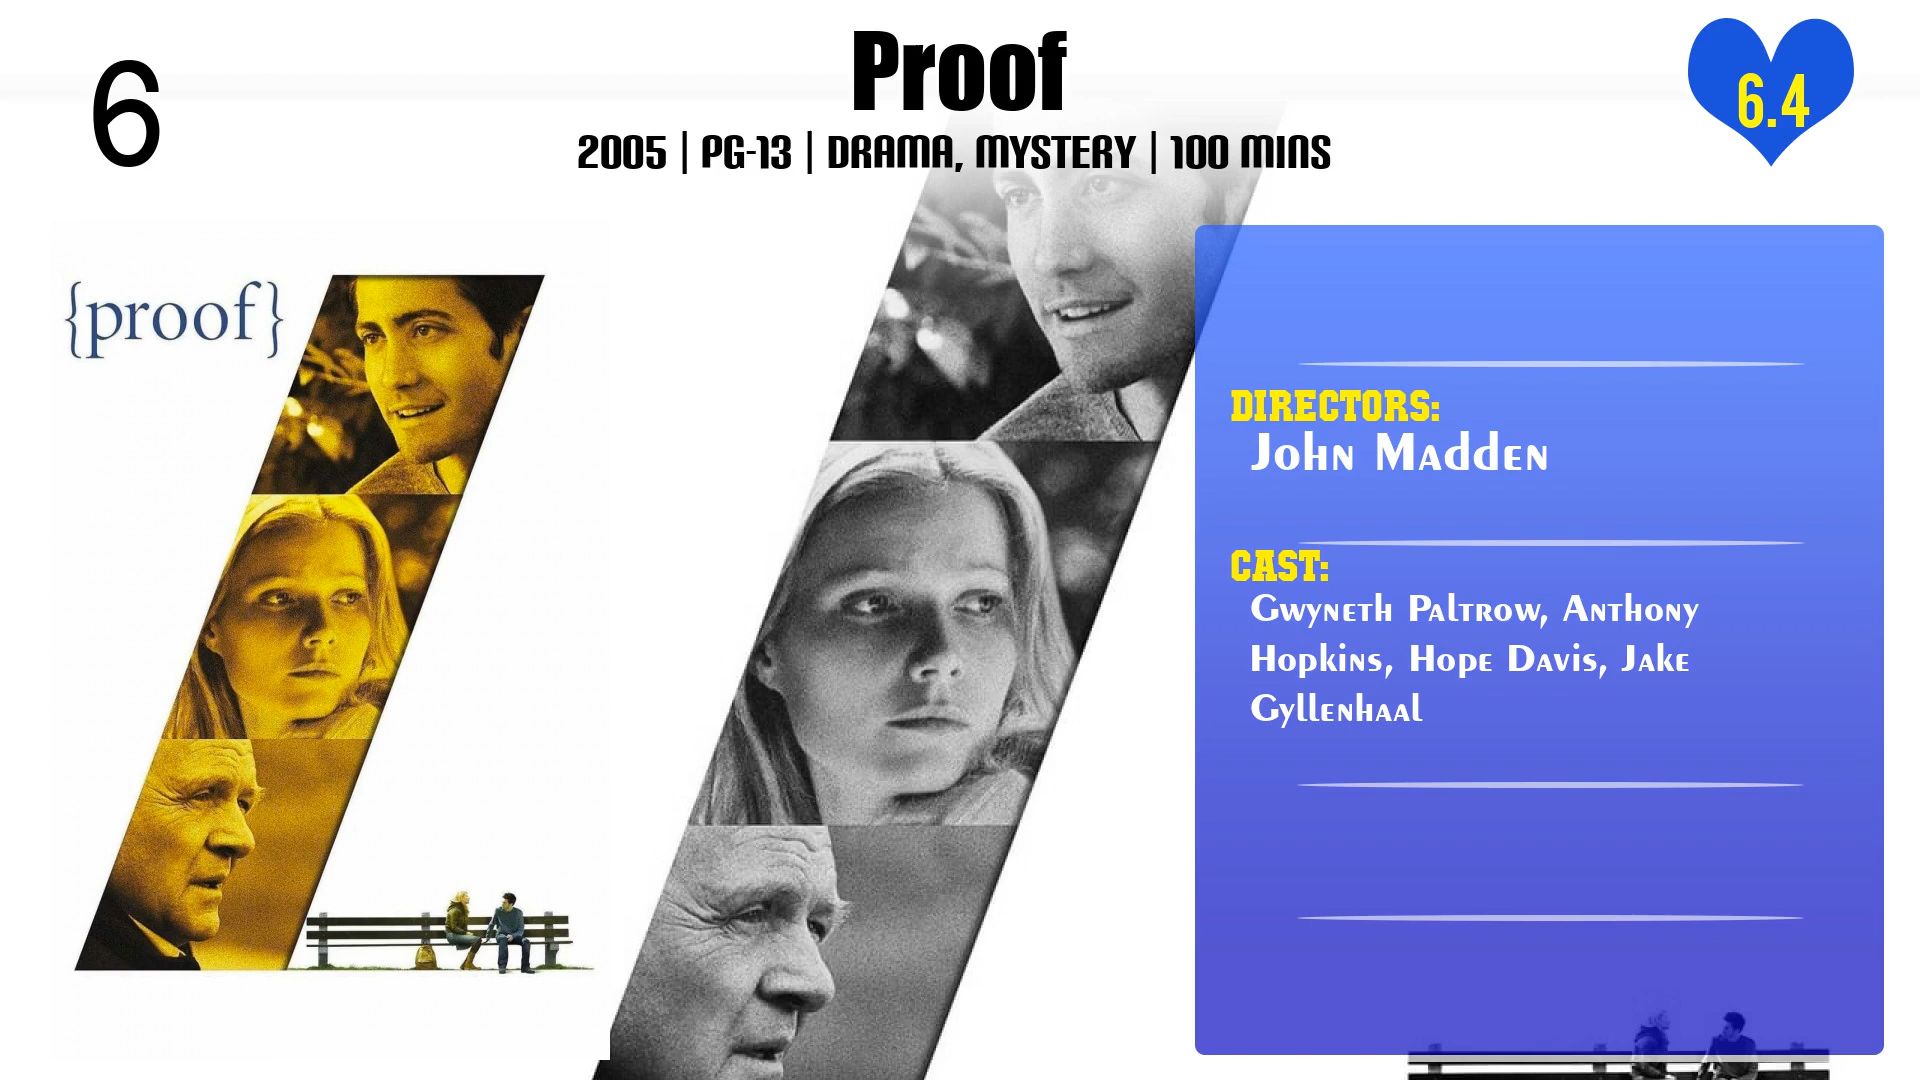 6
Proof
6.4
2005 | PG-13 | DRAMA, MYSTERY | 100 MINS
{proof}
DIRECTORS:
John Madden
CAST:
Gwyneth Paltrow, Anthony
Hopkins, Hope Davis, Jake
Gyllenhaal